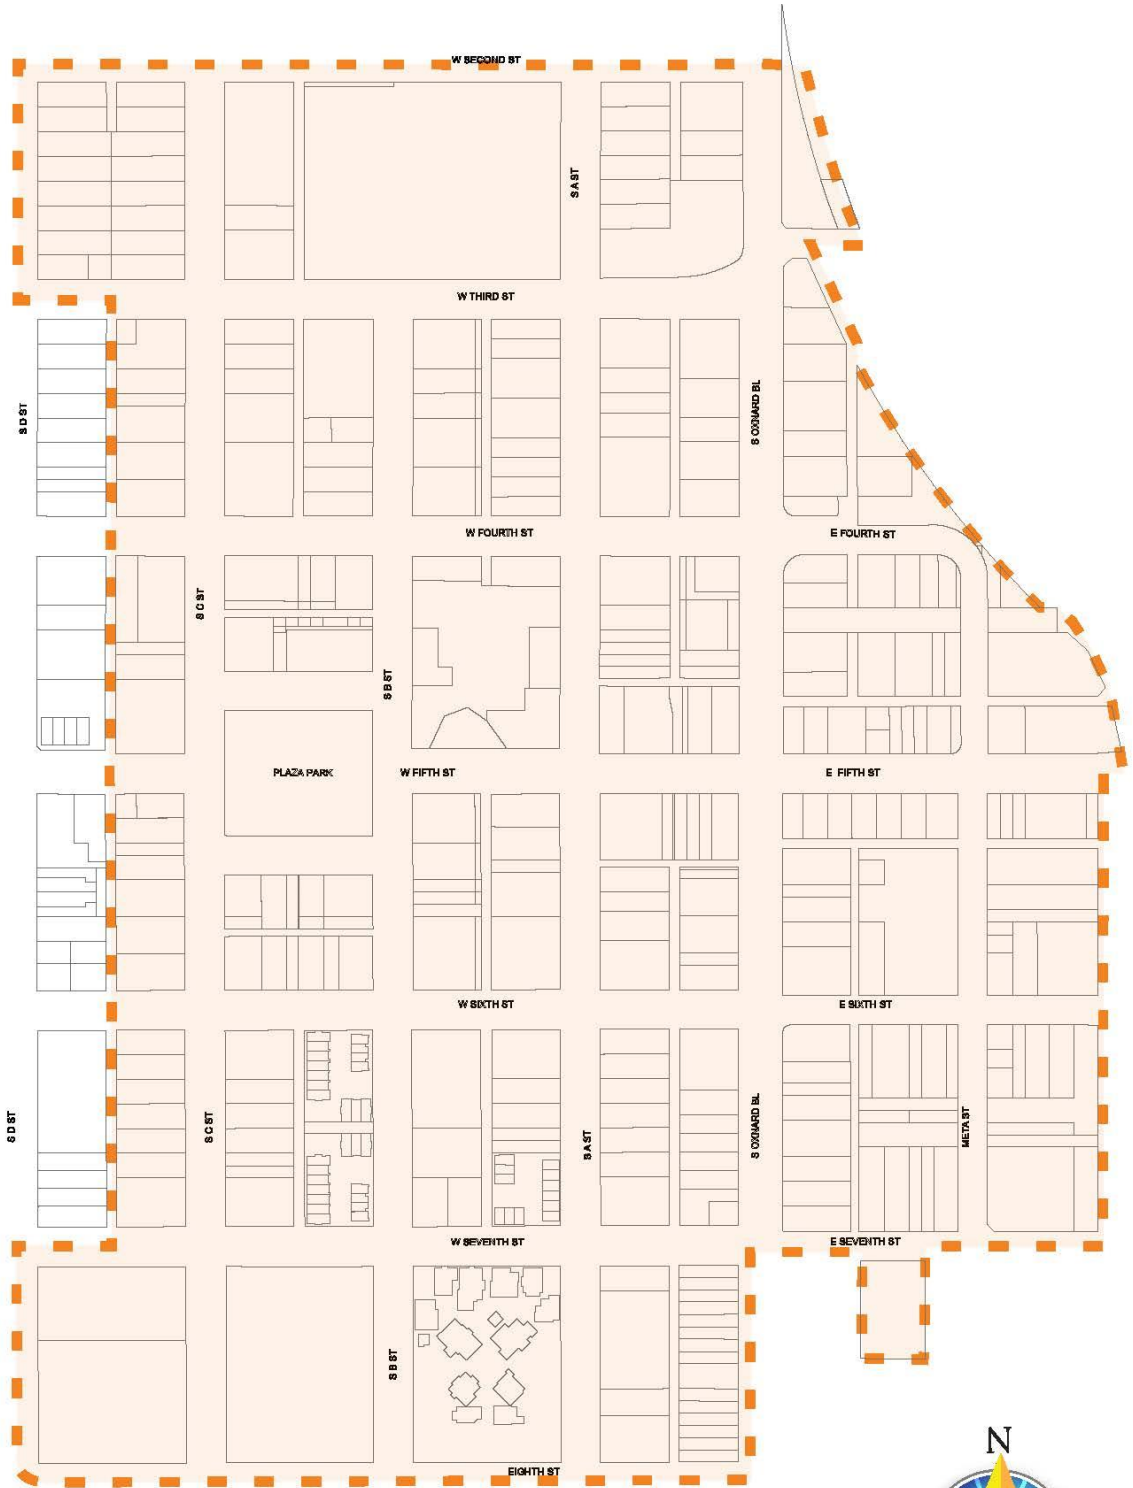 W SECOND ST
S A ST
W THIRD ST
S D ST
S OXNARD BL
W FOURTH ST
E FOURTH ST
S C ST
S B ST
PLAZA PARK
W FIFTH ST
E FIFTH ST
W SIXTH ST
E SIXTH ST
S D ST
S C ST
S A ST
S OXNARD BL
META ST
W SEVENTH ST
E SEVENTH ST
S B ST
EIGHTH ST
N